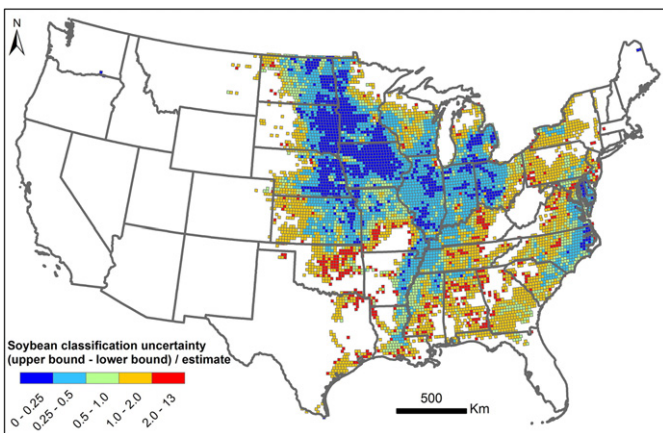 N
Soybean classification uncertainty
(upper bound - lower bound) / estimate
0 - 0.25
0.25 - 0.5
0.5 - 1.0
1.0 - 2.0
2.0 - 13
500
Km